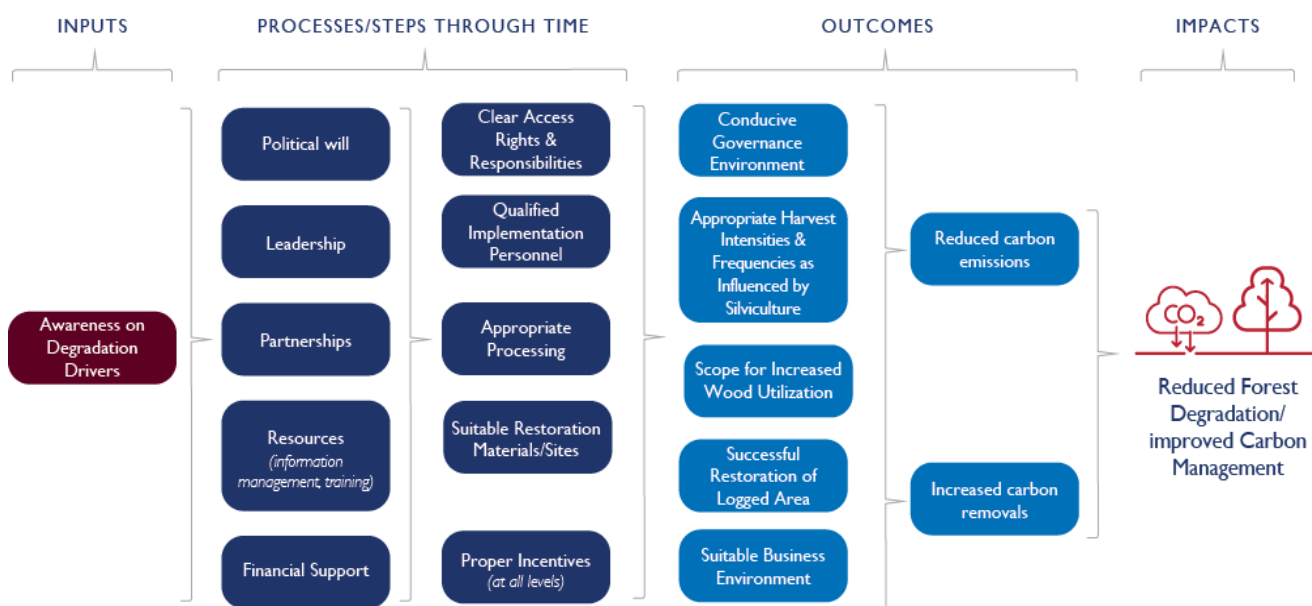 INPUTS
PROCESSES/STEPS THROUGH TIME
OUTCOMES
IMPACTS
Awareness on
Degradation
Drivers
Political will
Leadership
Partnerships
Resources
(information
management, training)
Financial Support
Clear Access
Rights &
Responsibilities
Qualified
Implementation
Personnel
Appropriate
Processing
Suitable Restoration
Materials/Sites
Proper Incentives
(at all levels)
Conducive
Governance
Environment
Appropriate Harvest
Intensities &
Frequencies as
Influenced by
Silviculture
Scope for Increased
Wood Utilization
Successful
Restoration of
Logged Area
Suitable Business
Environment
Reduced carbon
emissions
Increased carbon
removals
CO2
Reduced Forest
Degradation/
improved Carbon
Management